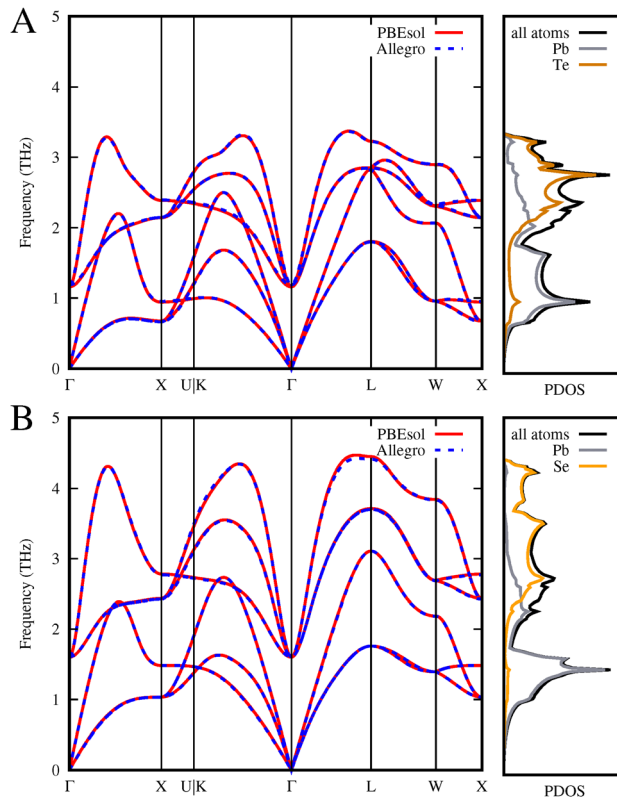 A
5
4
3
2
1
0
Frequency (THz)
PBEsol
Allegro
Γ X U|K Γ L W X
all atoms
Pb
Te
PDOS
B
5
4
3
2
1
0
Frequency (THz)
PBEsol
Allegro
Γ X U|K Γ L W X
all atoms
Pb
Se
PDOS